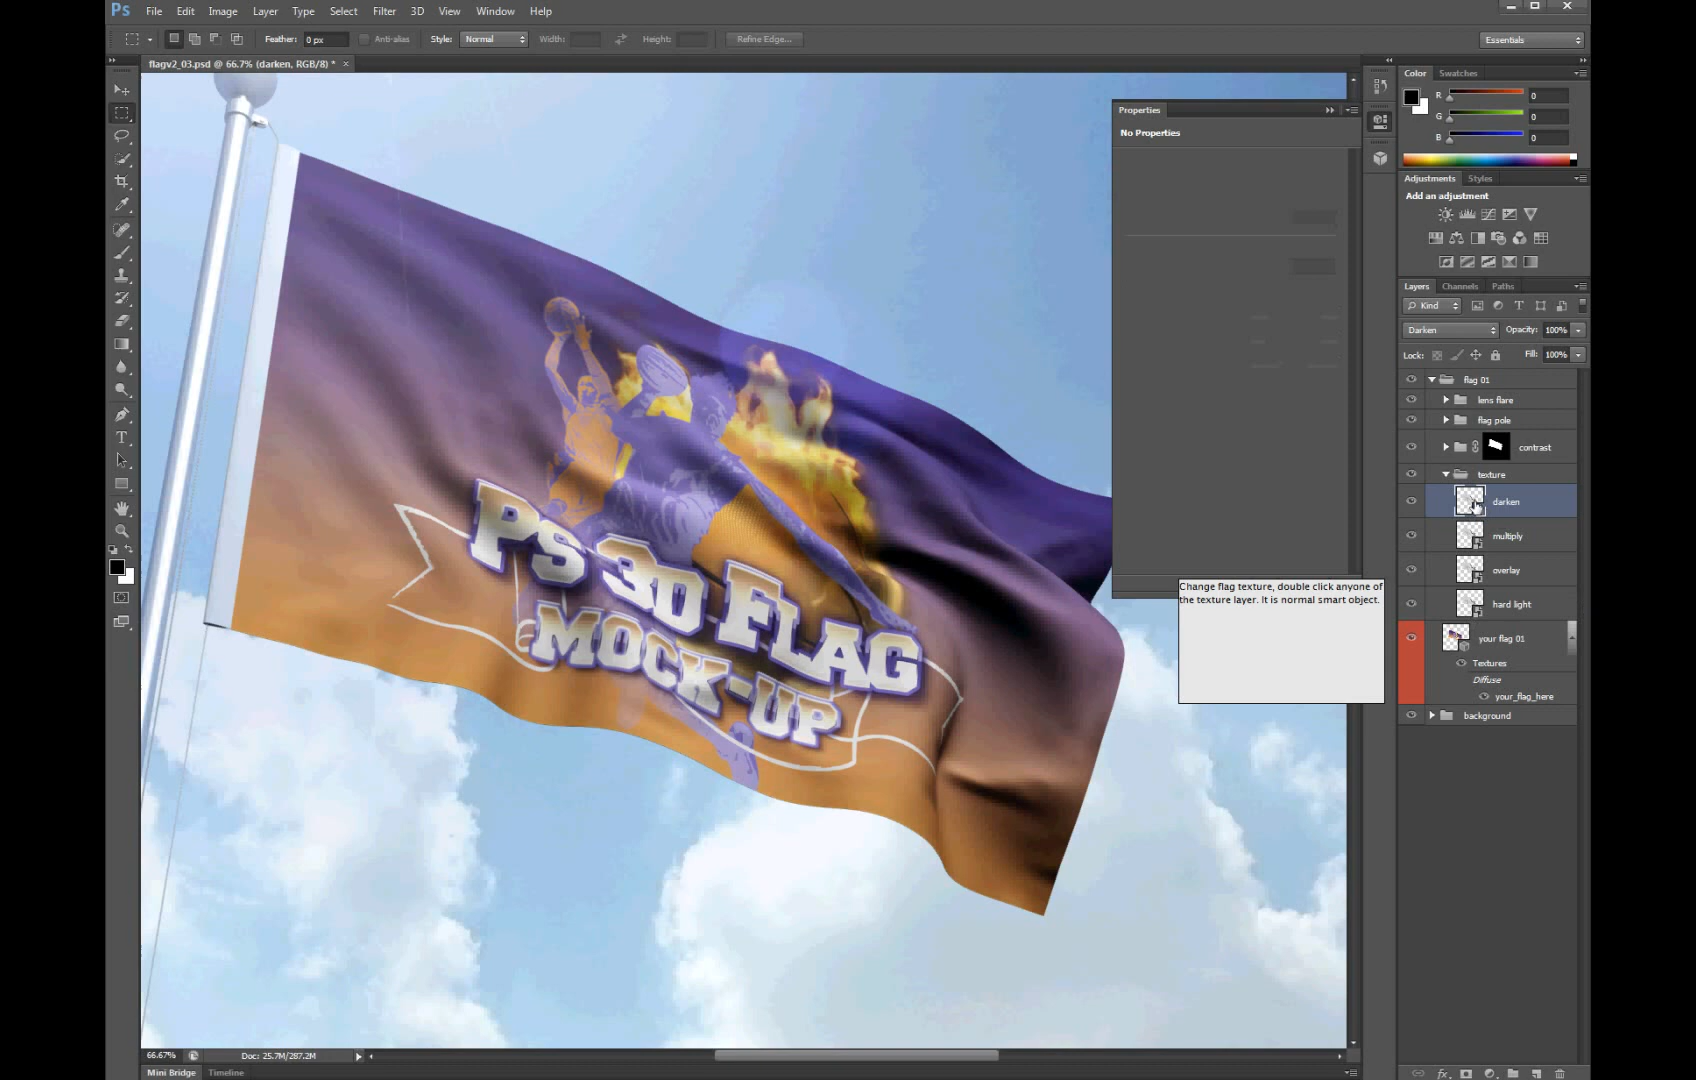 Ps File Edit Image Layer Type Select Filter 3D View Window Help
Feather: 0 px Anti-alias Style: Normal Width: Height: Refine Edge... Essentials
flagv2_03.psd @ 66.7% (darken, RGB/8) * ×
Color Swatches
R 0
G 0
B 0
Properties
No Properties
Adjustments Styles
Add an adjustment
Layers Channels Paths
Kind T
Darken Opacity: 100%
Lock: Fill: 100%
flag 01
lens flare
flag pole
contrast
texture
darken
multiply
overlay
hard light
your flag 01
Textures
Diffuse
your_flag_here
background
Change flag texture, double click anyone of
the texture layer. It is normal smart object.
PS 3D FLAG
MOCK-UP
66.67% Doc: 25.7M/287.2M
Mini Bridge Timeline
fx